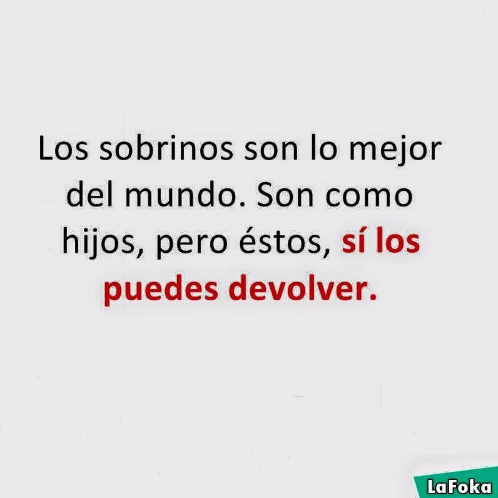 Los sobrinos son lo mejor
del mundo. Son como
hijos, pero éstos, sí los
puedes devolver.
LaFoka